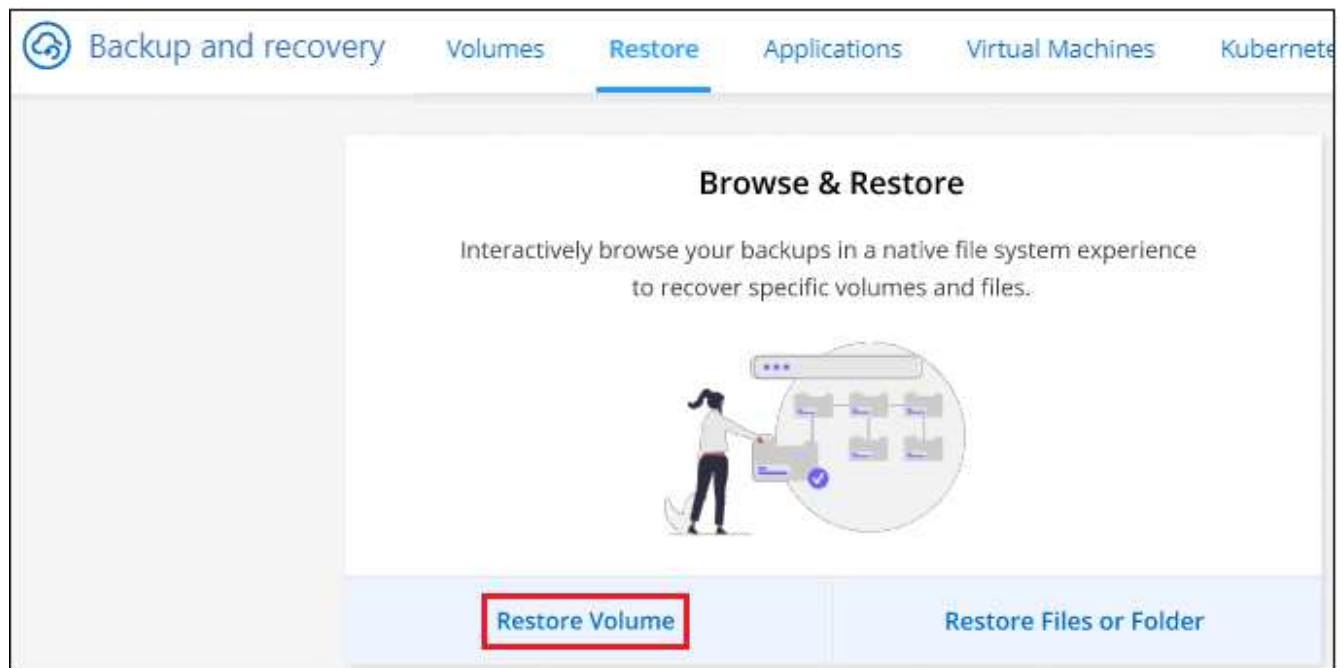 Backup and recovery Volumes Restore Applications Virtual Machines Kubernete
Browse & Restore
Interactively browse your backups in a native file system experience
to recover specific volumes and files.
Restore Volume Restore Files or Folder